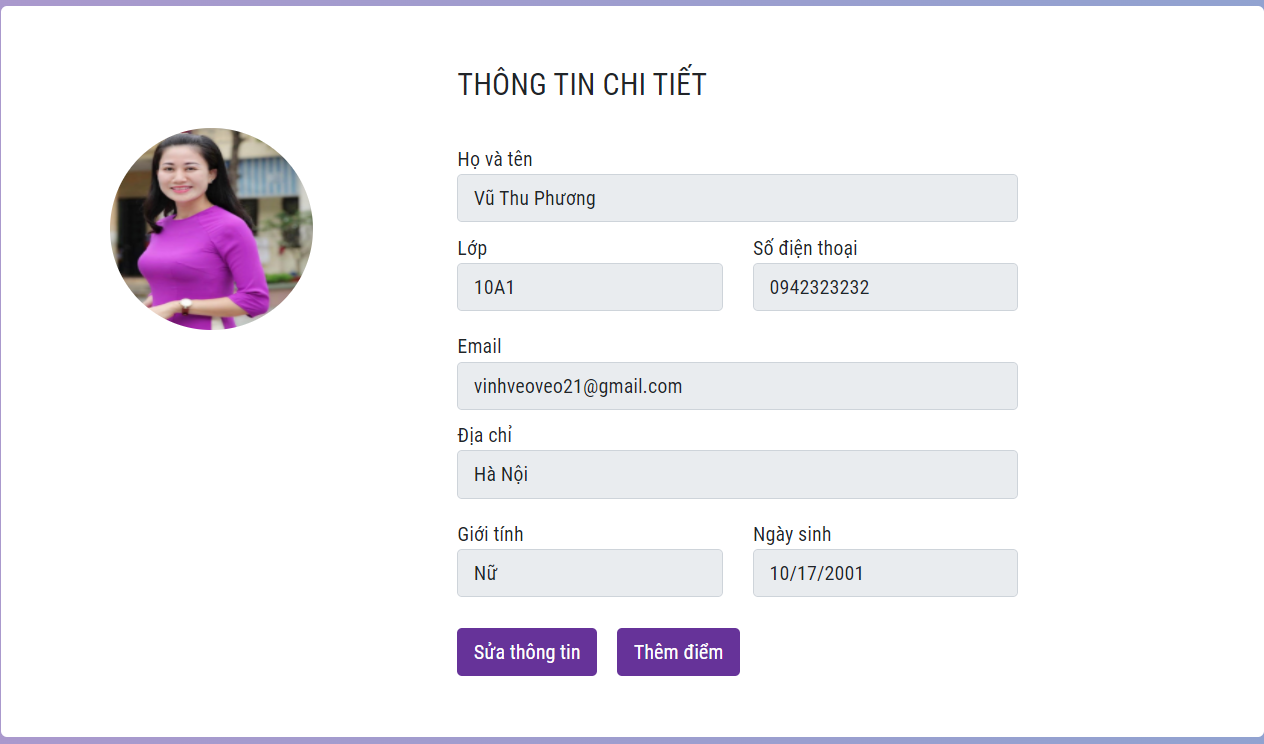 THÔNG TIN CHI TIẾT
Họ và tên
Vũ Thu Phương
Lớp
Số điện thoại
10A1
0942323232
Email
vinhveoveo21@gmail.com
Địa chỉ
Hà Nội
Giới tính
Ngày sinh
Nữ
10/17/2001
Sửa thông tin
Thêm điểm